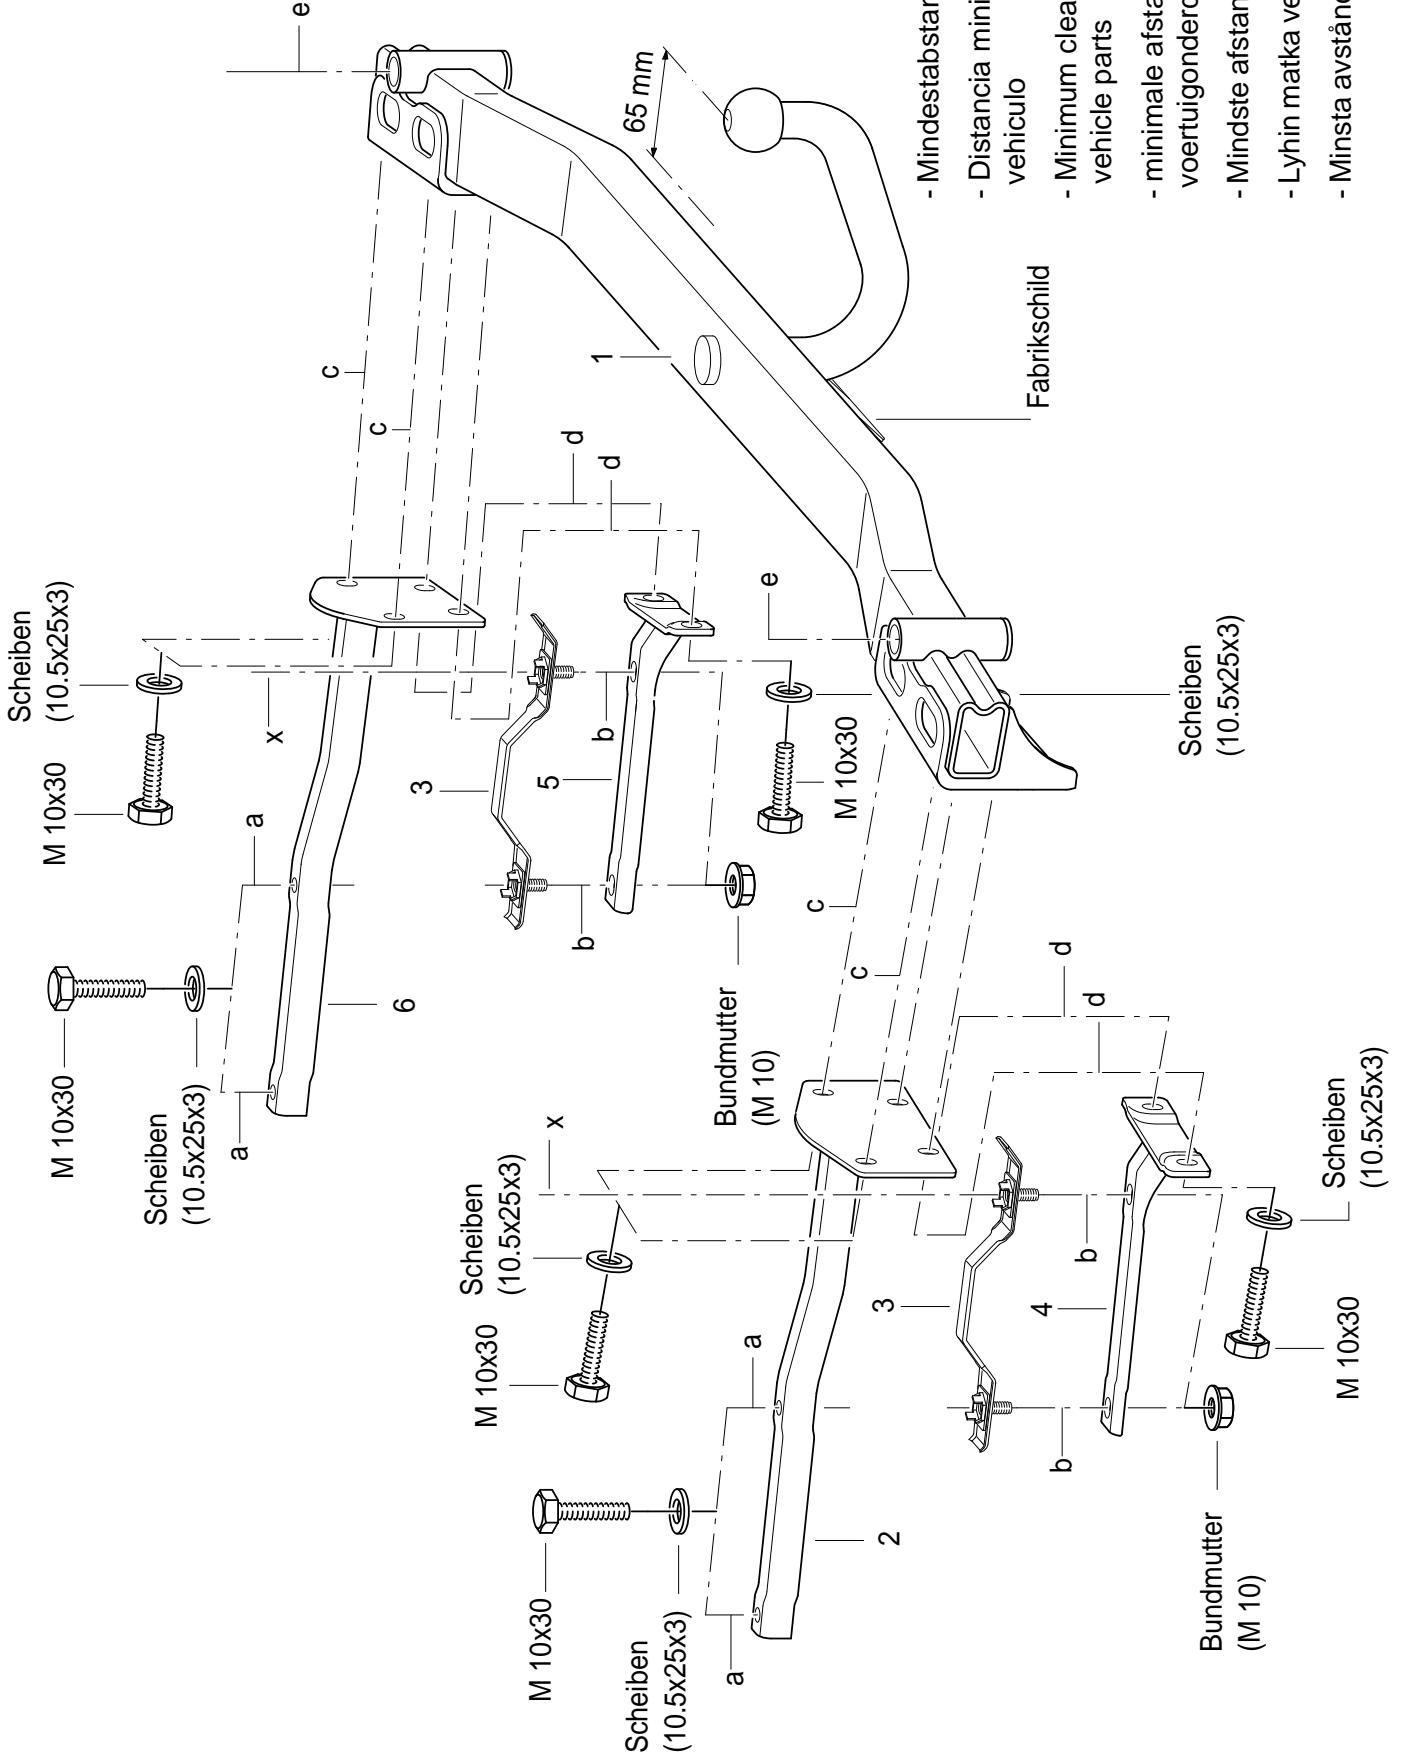 Scheiben
(10.5x25x3)
M 10x30
M 10x30
Scheiben
(10.5x25x3)
a
a
x
e
6
c
c
3
5
b
b
d
d
Scheiben
(10.5x25x3)
M 10x30
M 10x30
Scheiben
(10.5x25x3)
x
a
a
2
1
65 mm
Bundmutter
(M 10)
e
M 10x30
c
c
3
4
b
b
d
d
Scheiben
(10.5x25x3)
Fabrikschild
Bundmutter
(M 10)
M 10x30
Scheiben
(10.5x25x3)
- Mindestabstan
- Distancia mini
vehiculo
- Minimum clea
vehicle parts
- minimale afsta
voertuigonderd
- Mindste afstan
- Lyhin matka ve
- Minsta avstånd